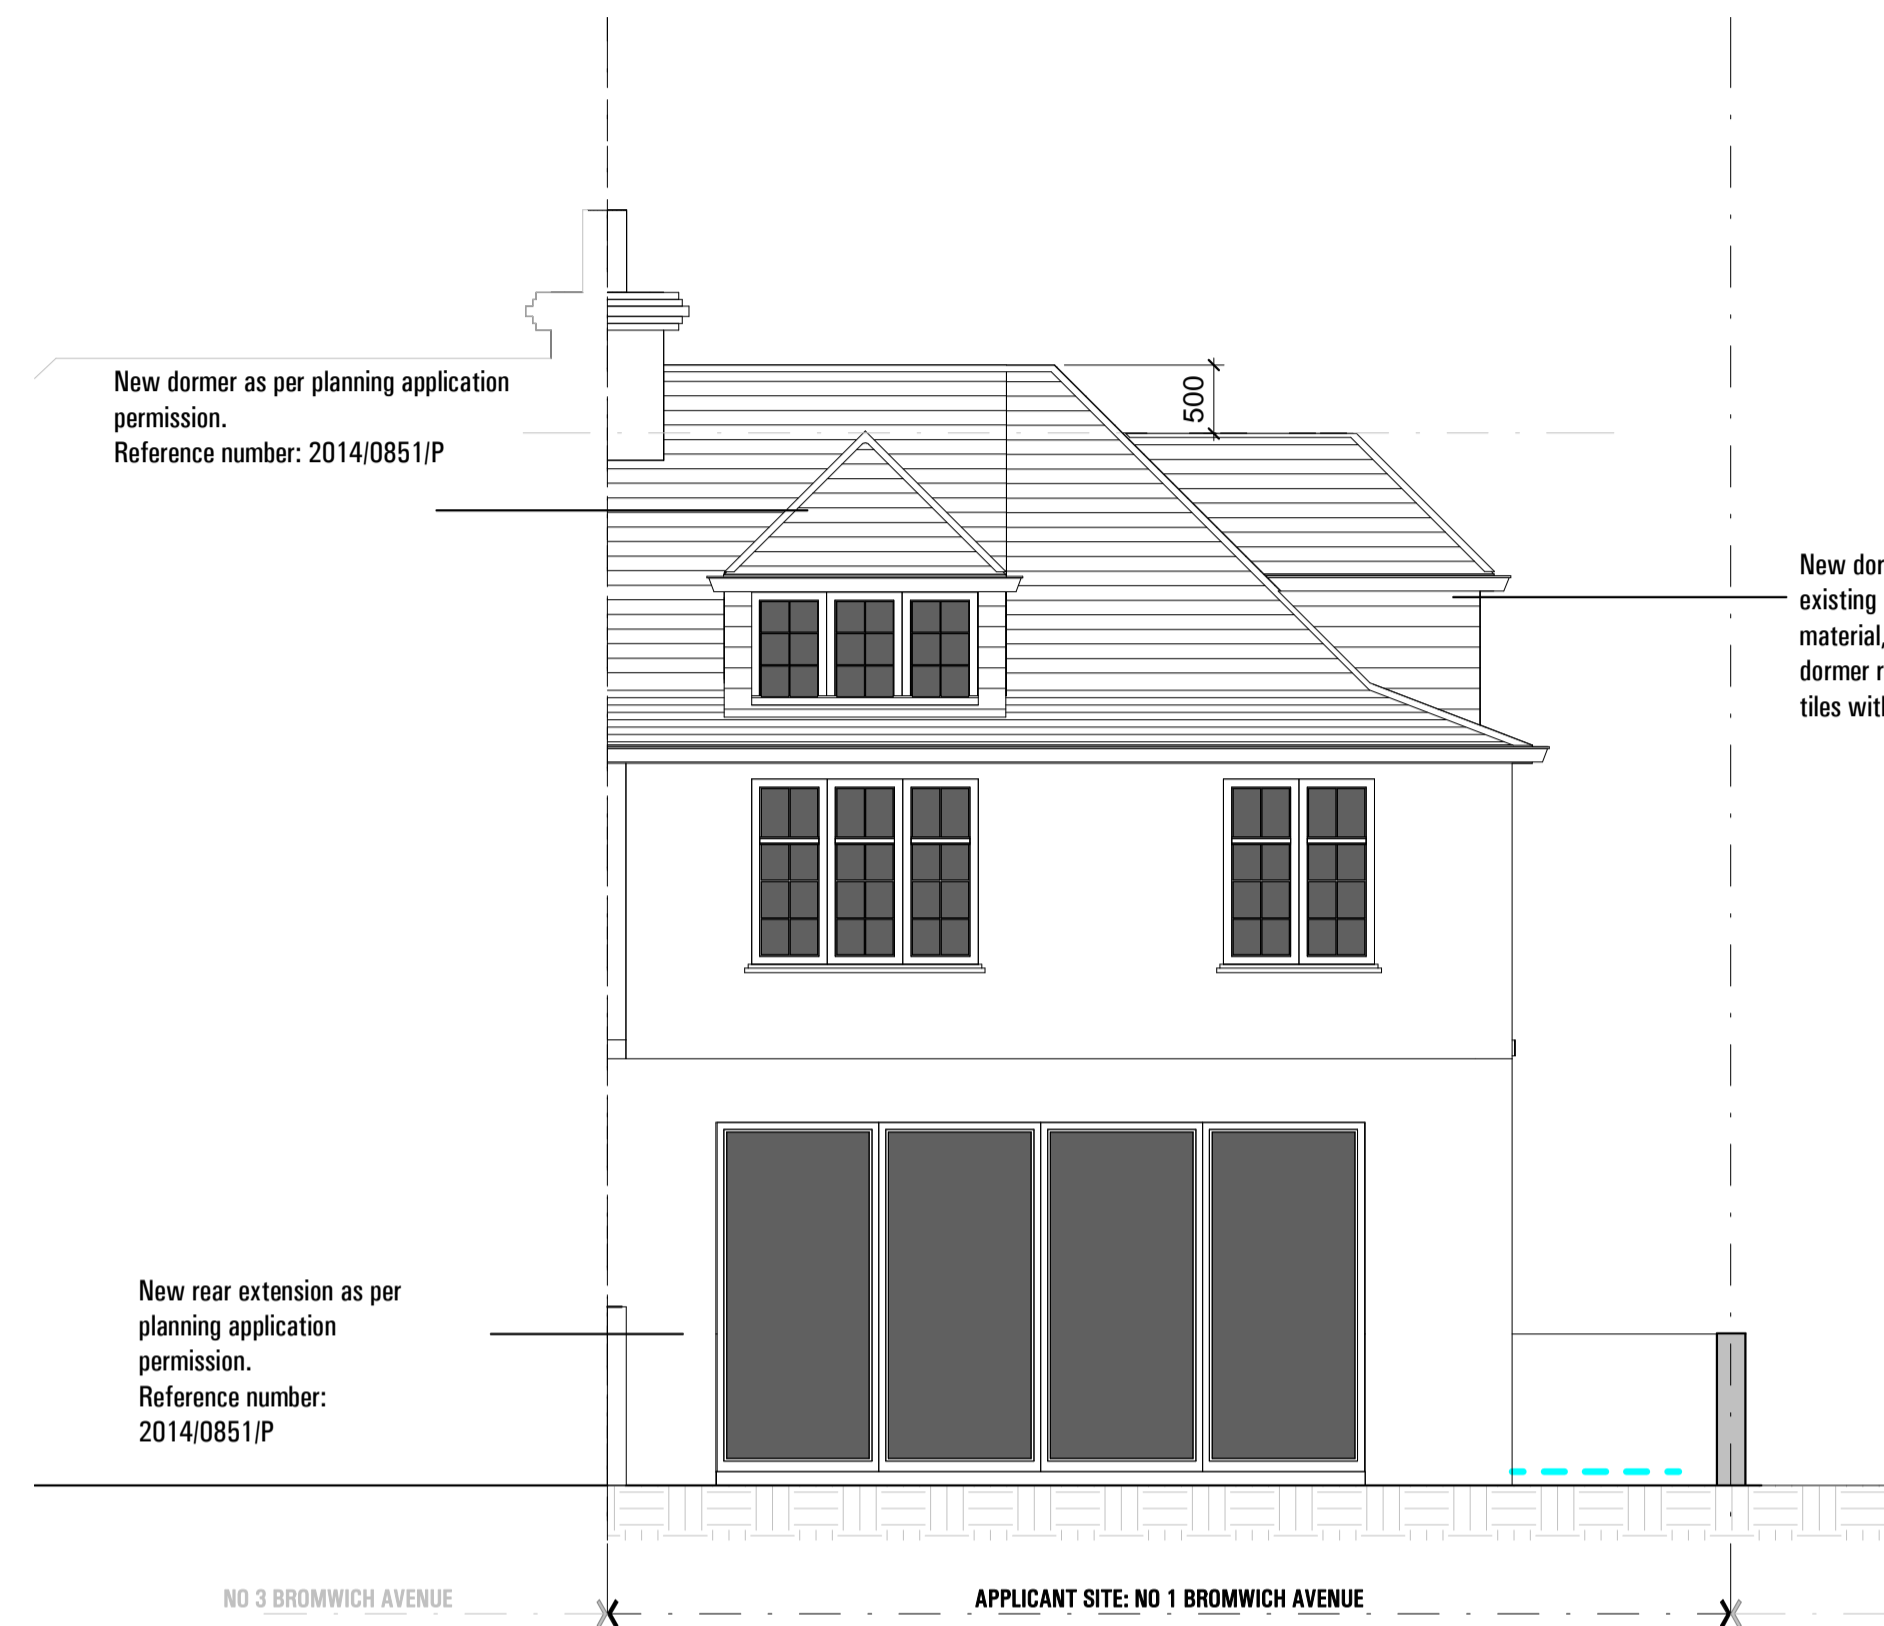 New dormer as per planning application
permission.
Reference number: 2014/0851/P
500
New dor
existing
material,
dormer r
tiles with
New rear extension as per
planning application
permission.
Reference number:
2014/0851/P
NO 3 BROMWICH AVENUE
APPLICANT SITE: NO 1 BROMWICH AVENUE